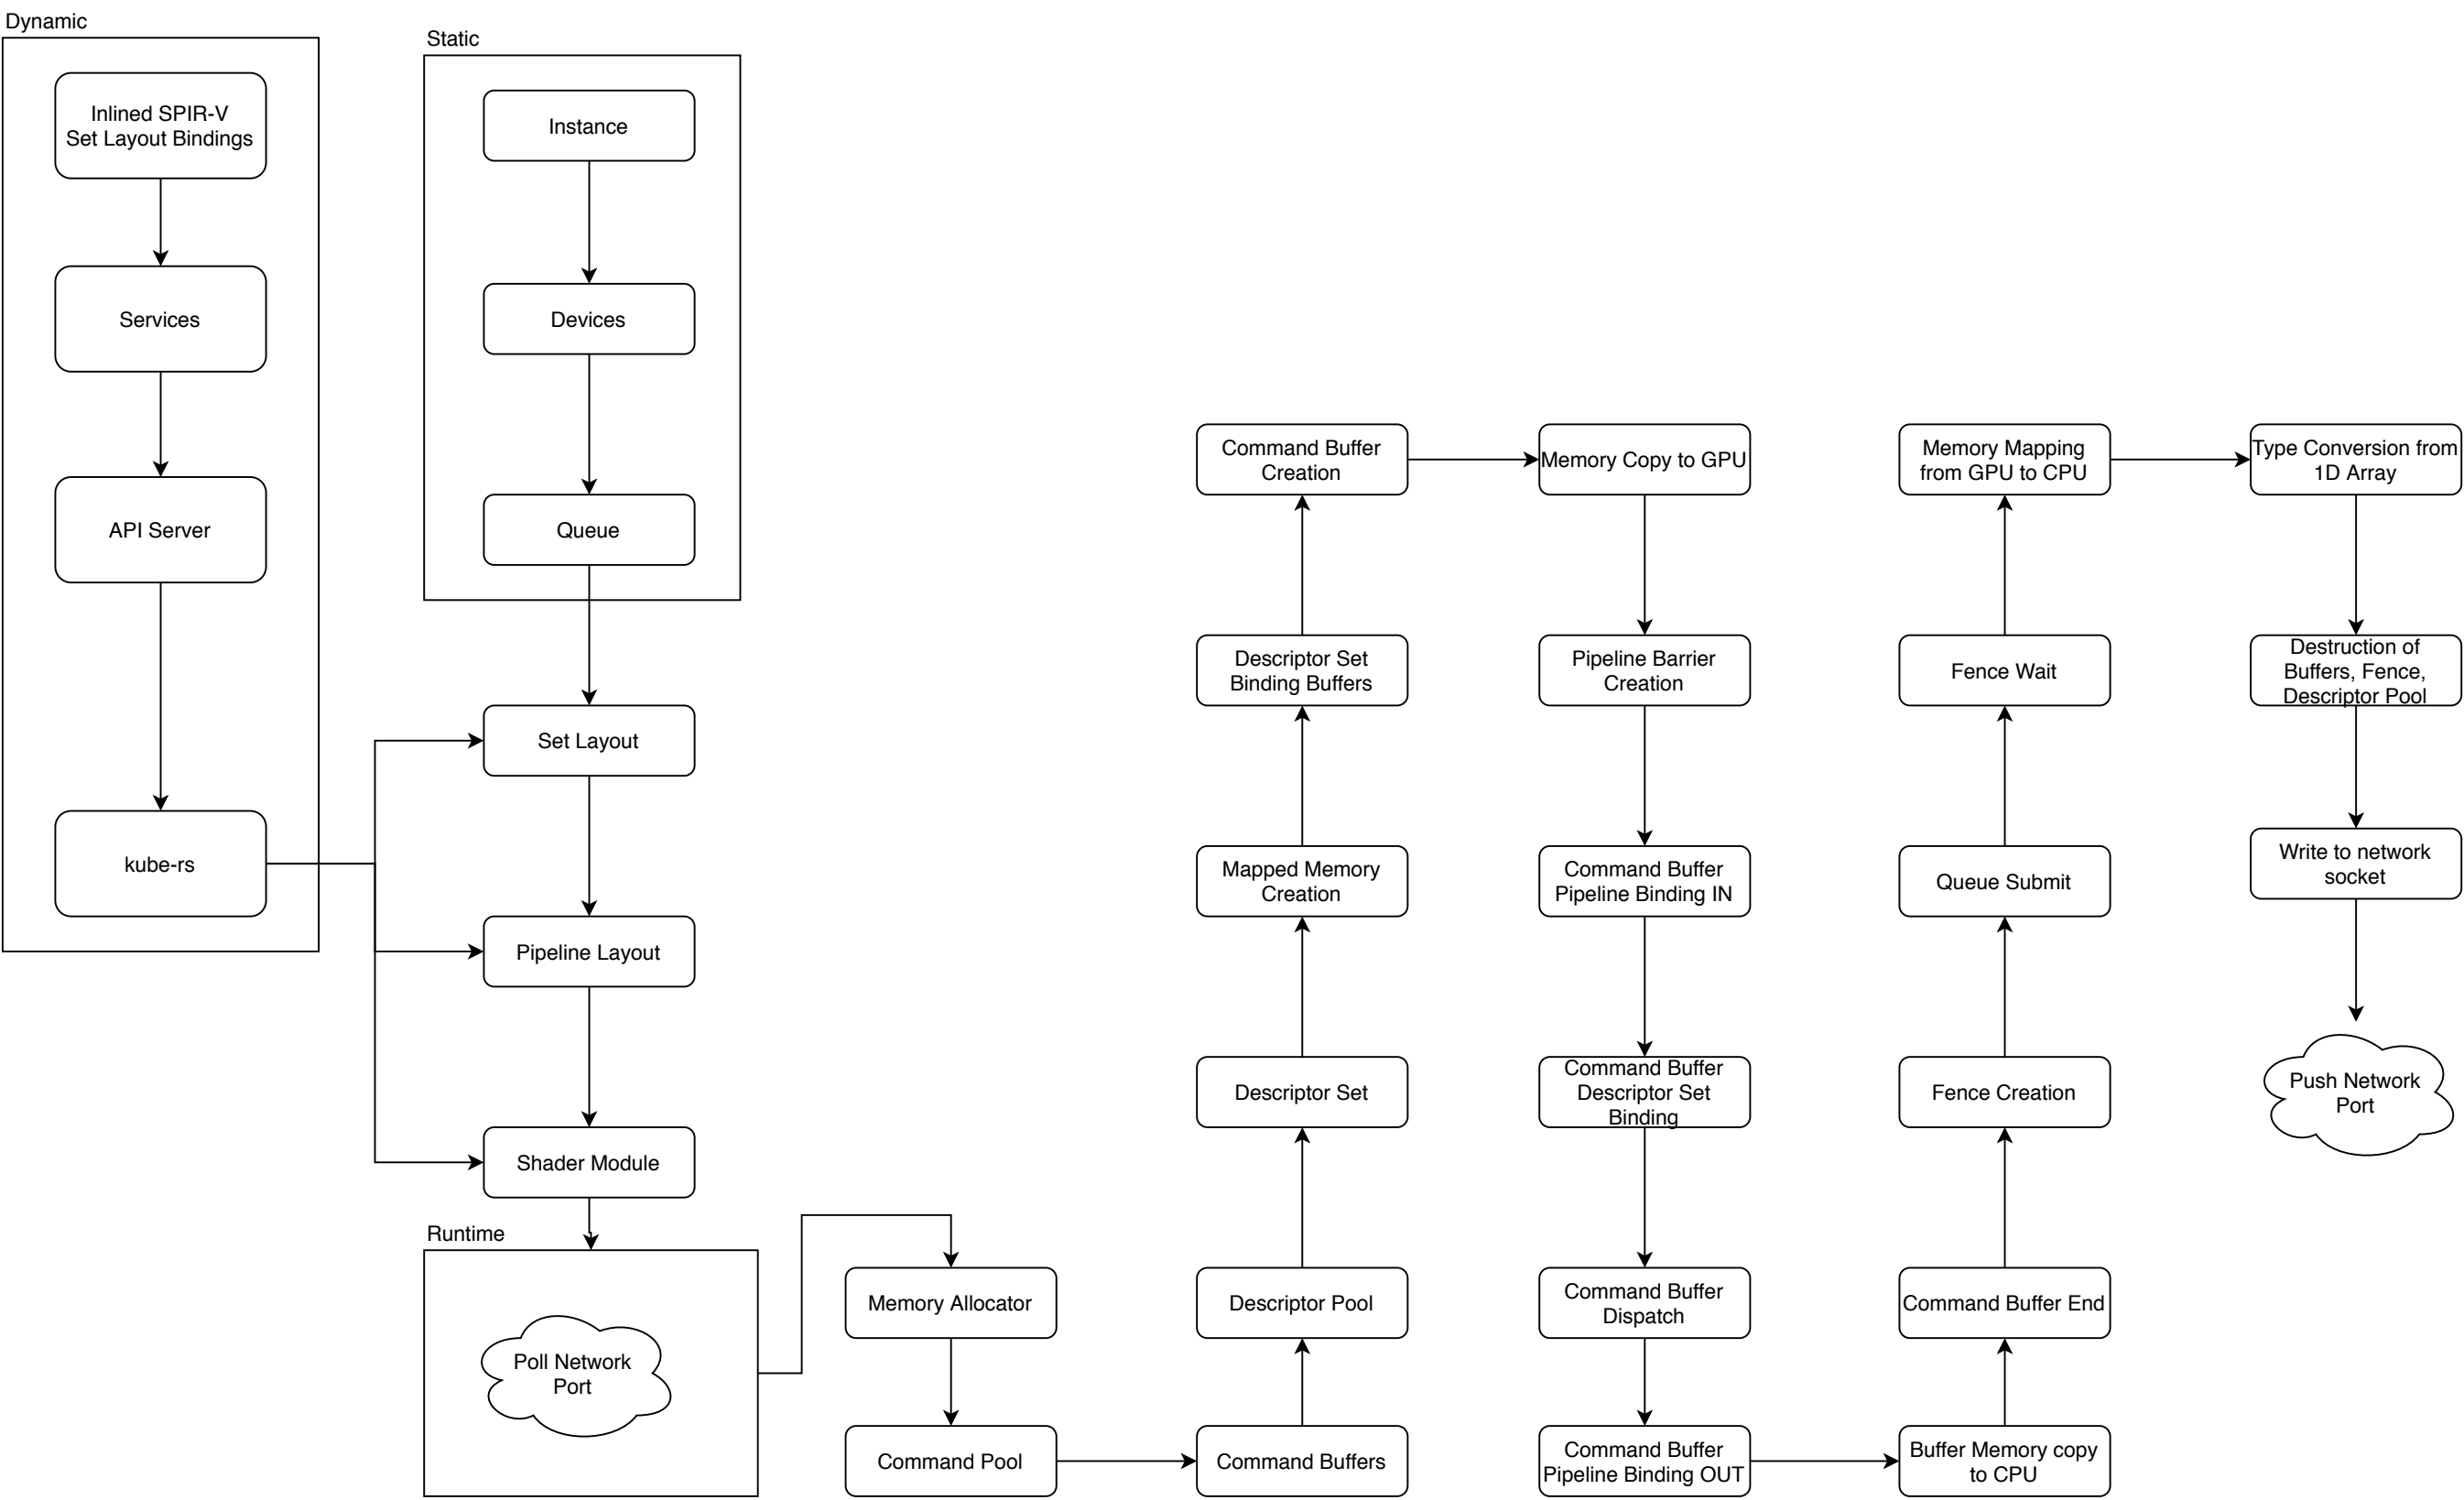 Dynamic
Inlined SPIR-V
Set Layout Bindings
Services
API Server
kube-rs
Static
Instance
Devices
Queue
Set Layout
Pipeline Layout
Shader Module
Runtime
Poll Network
Port
Memory Allocator
Command Pool
Command Buffers
Descriptor Pool
Descriptor Set
Mapped Memory
Creation
Descriptor Set
Binding Buffers
Command Buffer
Creation
Memory Copy to GPU
Pipeline Barrier
Creation
Command Buffer
Pipeline Binding IN
Command Buffer
Descriptor Set
Binding
Command Buffer
Dispatch
Command Buffer
Pipeline Binding OUT
Buffer Memory copy
to CPU
Command Buffer End
Fence Creation
Queue Submit
Fence Wait
Memory Mapping
from GPU to CPU
Type Conversion from
1D Array
Destruction of
Buffers, Fence,
Descriptor Pool
Write to network
socket
Push Network
Port